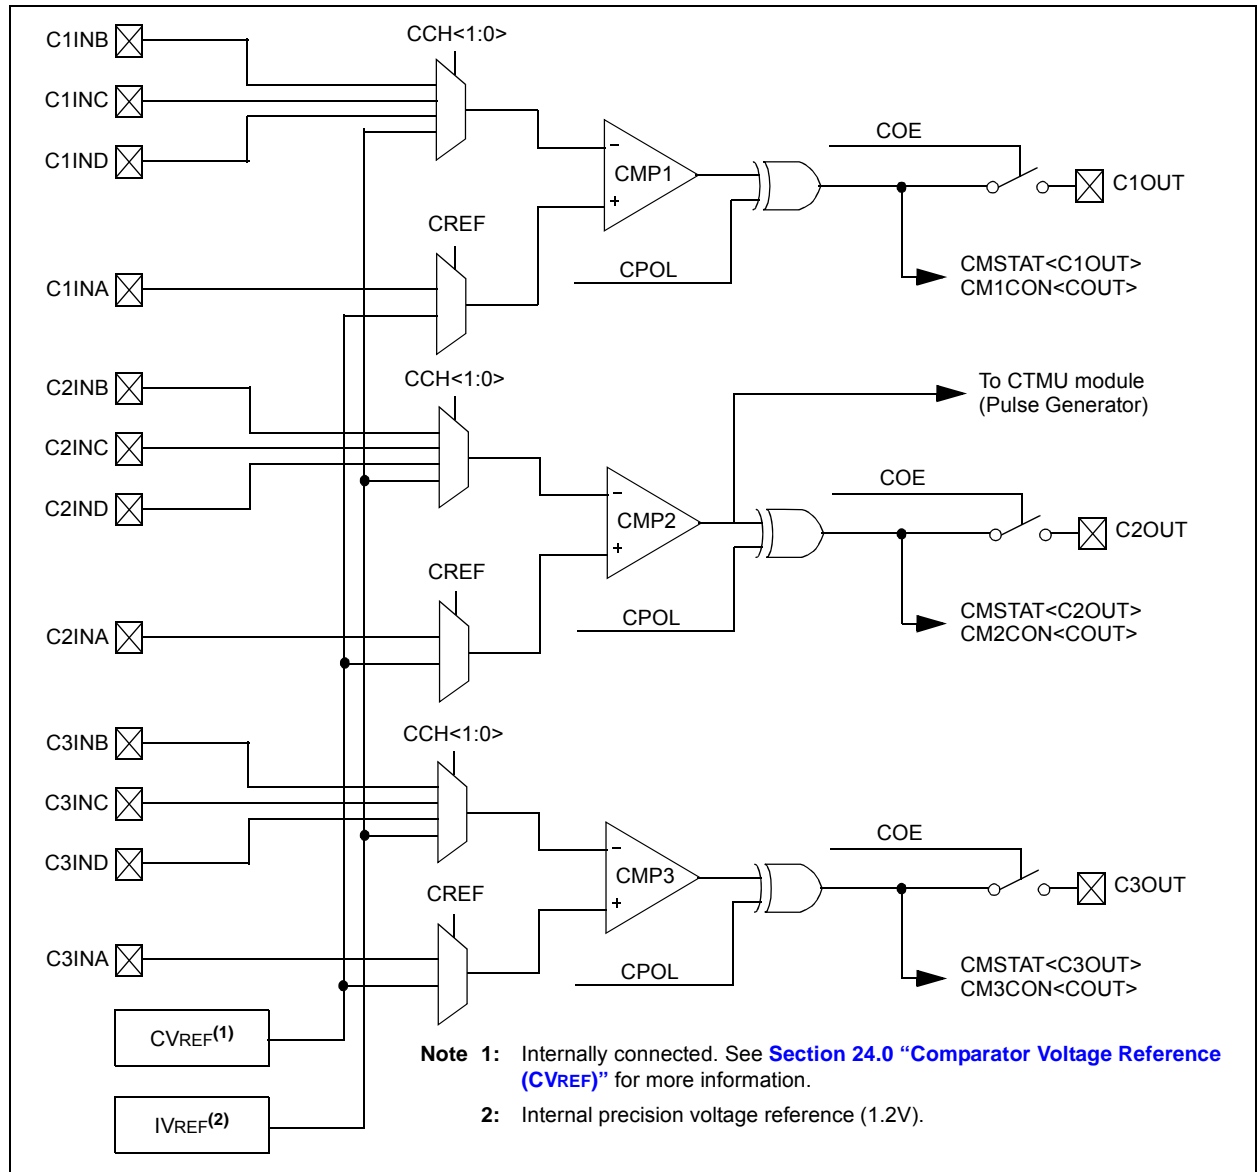 CCH<1:0>
C1INB
C1INC
C1IND
COE
CMP1
−
+
C1OUT
CREF
C1INA
CPOL
CMSTAT<C1OUT>
CM1CON<COUT>
CCH<1:0>
C2INB
To CTMU module
(Pulse Generator)
C2INC
C2IND
COE
CMP2
−
+
C2OUT
CREF
C2INA
CPOL
CMSTAT<C2OUT>
CM2CON<COUT>
CCH<1:0>
C3INB
C3INC
C3IND
COE
CMP3
−
+
C3OUT
CREF
C3INA
CPOL
CMSTAT<C3OUT>
CM3CON<COUT>
CVREF(1)
IVREF(2)
Note 1: Internally connected. See Section 24.0 “Comparator Voltage Reference
(CVREF)” for more information.
2: Internal precision voltage reference (1.2V).